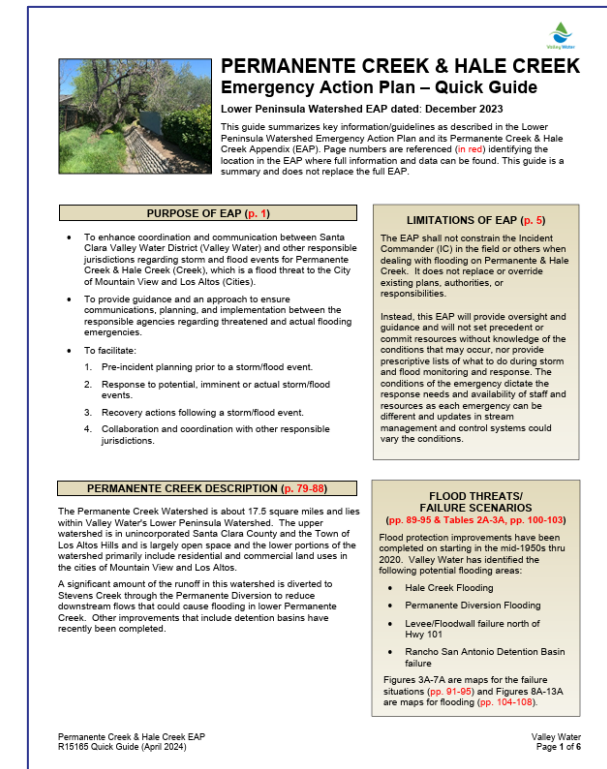 Valley Water
PERMANENTE CREEK & HALE CREEK
Emergency Action Plan – Quick Guide
Lower Peninsula Watershed EAP dated: December 2023
This guide summarizes key information/guidelines as described in the Lower
Peninsula Watershed Emergency Action Plan and its Permanente Creek & Hale
Creek Appendix (EAP). Page numbers are referenced (in red) identifying the
location in the EAP where full information and data can be found. This guide is a
summary and does not replace the full EAP.
PURPOSE OF EAP (p. 1)
• To enhance coordination and communication between Santa
Clara Valley Water District (Valley Water) and other responsible
jurisdictions regarding storm and flood events for Permanente
Creek & Hale Creek (Creek), which is a flood threat to the City
of Mountain View and Los Altos (Cities).
• To provide guidance and an approach to ensure
communications, planning, and implementation between the
responsible agencies regarding threatened and actual flooding
emergencies.
• To facilitate:
1. Pre-incident planning prior to a storm/flood event.
2. Response to potential, imminent or actual storm/flood
events.
3. Recovery actions following a storm/flood event.
4. Collaboration and coordination with other responsible
jurisdictions.
LIMITATIONS OF EAP (p. 5)
The EAP shall not constrain the Incident
Commander (IC) in the field or others when
dealing with flooding on Permanente & Hale
Creek. It does not replace or override
existing plans, authorities, or
responsibilities.
Instead, this EAP will provide oversight and
guidance and will not set precedent or
commit resources without knowledge of the
conditions that may occur, nor provide
prescriptive lists of what to do during storm
and flood monitoring and response. The
conditions of the emergency dictate the
response needs and availability of staff and
resources as each emergency can be
different and updates in stream
management and control systems could
vary the conditions.
PERMANENTE CREEK DESCRIPTION (p. 79-88)
The Permanente Creek Watershed is about 17.5 square miles and lies
within Valley Water's Lower Peninsula Watershed. The upper
watershed is in unincorporated Santa Clara County and the Town of
Los Altos Hills and is largely open space and the lower portions of the
watershed primarily include residential and commercial land uses in
the cities of Mountain View and Los Altos.
A significant amount of the runoff in this watershed is diverted to
Stevens Creek through the Permanente Diversion to reduce
downstream flows that could cause flooding in lower Permanente
Creek. Other improvements that include detention basins have
recently been completed.
FLOOD THREATS/
FAILURE SCENARIOS
(pp. 89-95 & Tables 2A-3A, pp. 100-103)
Flood protection improvements have been
completed on starting in the mid-1950s thru
2020. Valley Water has identified the
following potential flooding areas:
• Hale Creek Flooding
• Permanente Diversion Flooding
• Levee/Floodwall failure north of
Hwy 101
• Rancho San Antonio Detention Basin
failure
Figures 3A-7A are maps for the failure
situations (pp. 91-95) and Figures 8A-13A
are maps for flooding (pp. 104-108).
Permanente Creek & Hale Creek EAP
R15165 Quick Guide (April 2024)
Valley Water
Page 1 of 6